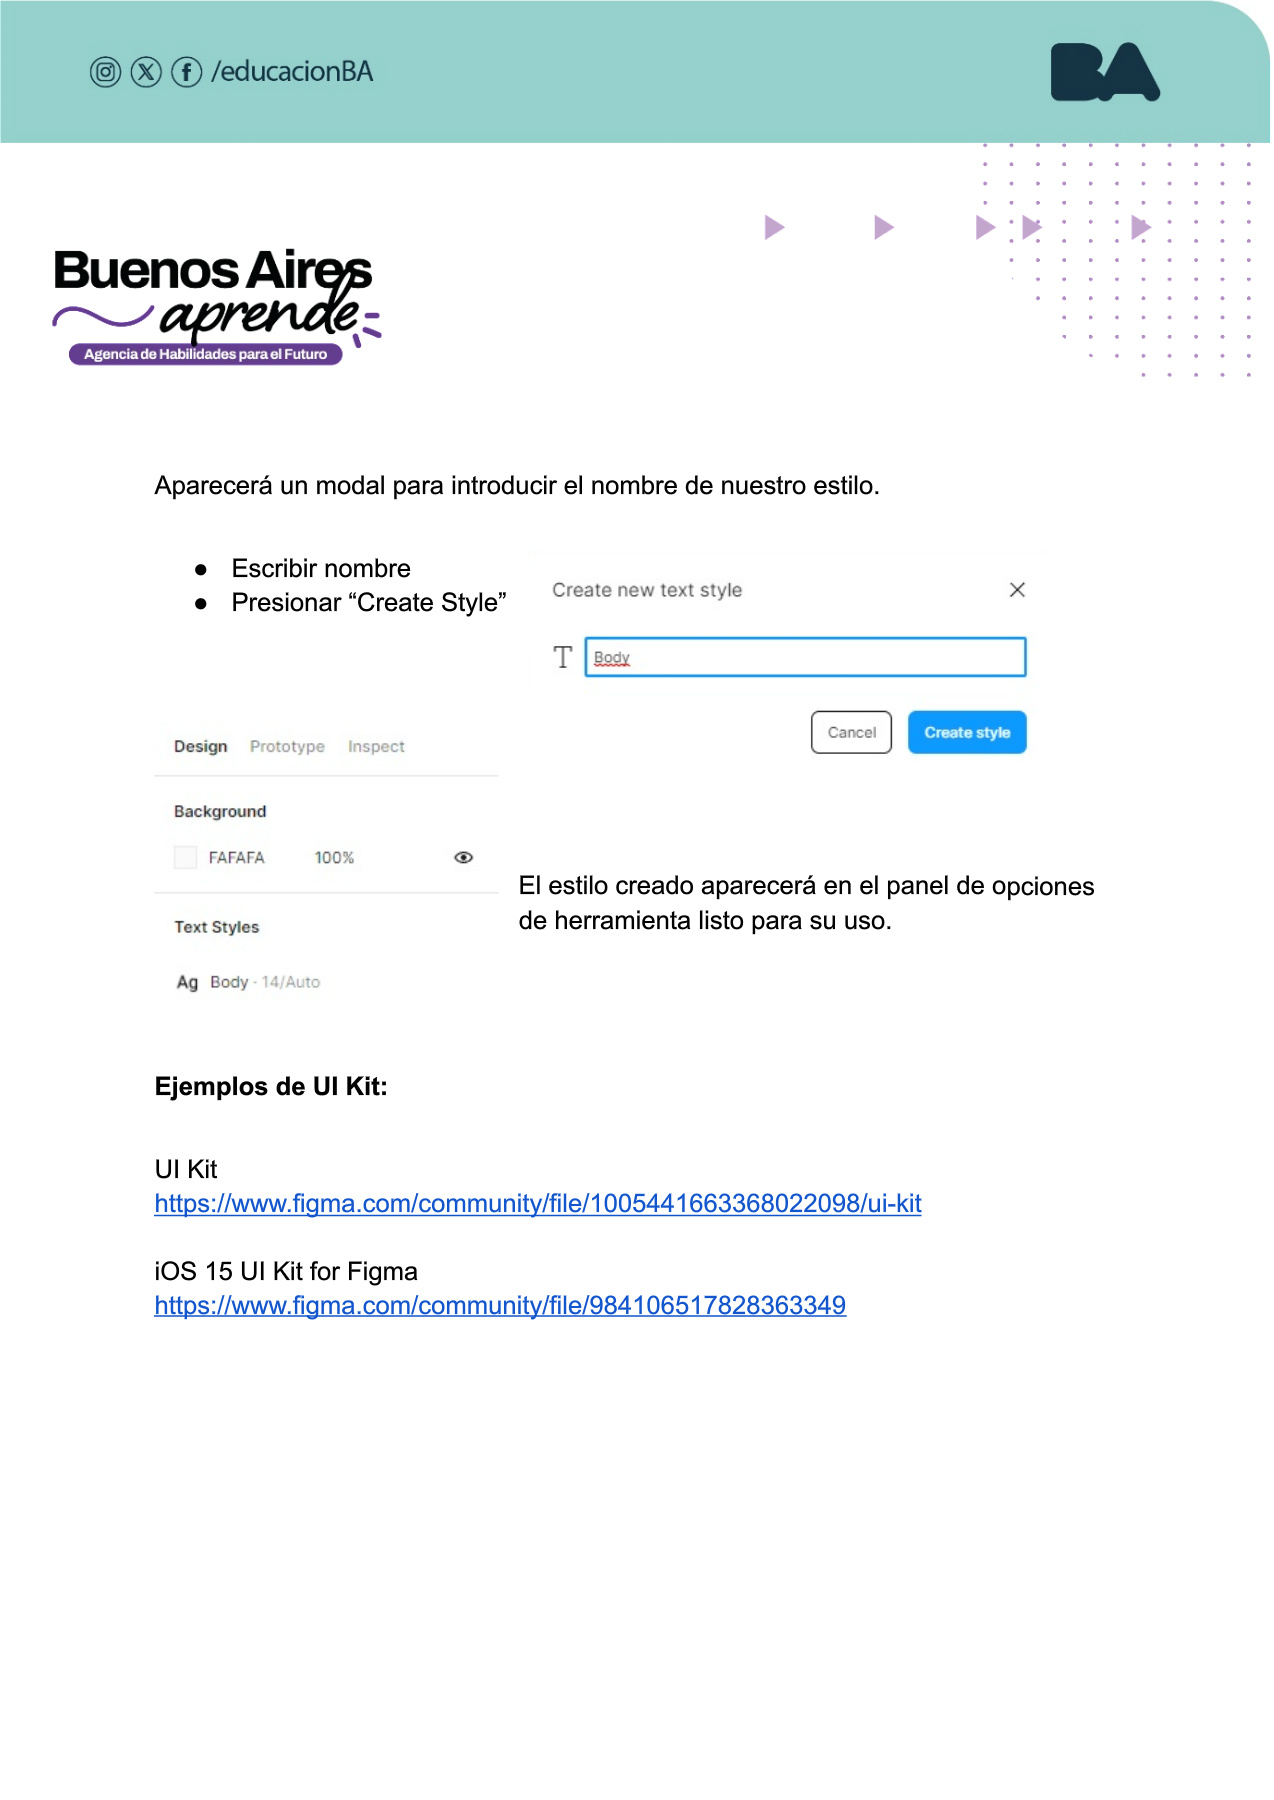 /educacionBA
BA
Buenos Aires
aprende
Agencia de Habilidades para el Futuro
Aparecerá un modal para introducir el nombre de nuestro estilo.
● Escribir nombre
● Presionar “Create Style”
Create new text style
Body
Cancel
Create style
Design Prototype Inspect
Background
FAFAFA 100%
Text Styles
Ag Body - 14/Auto
El estilo creado aparecerá en el panel de opciones
de herramienta listo para su uso.
Ejemplos de UI Kit:
UI Kit
https://www.figma.com/community/file/1005441663368022098/ui-kit
iOS 15 UI Kit for Figma
https://www.figma.com/community/file/984106517828363349